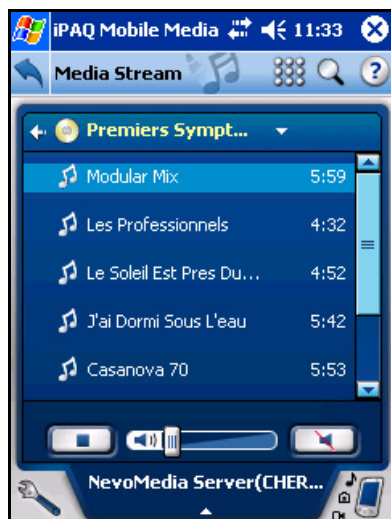 iPAQ Mobile Media 11:33
Media Stream ?
Premiers Sympt...
Modular Mix 5:59
Les Professionnels 4:32
Le Soleil Est Pres Du... 4:52
J'ai Dormi Sous L'eau 5:42
Casanova 70 5:53
NevoMedia Server(CHER...